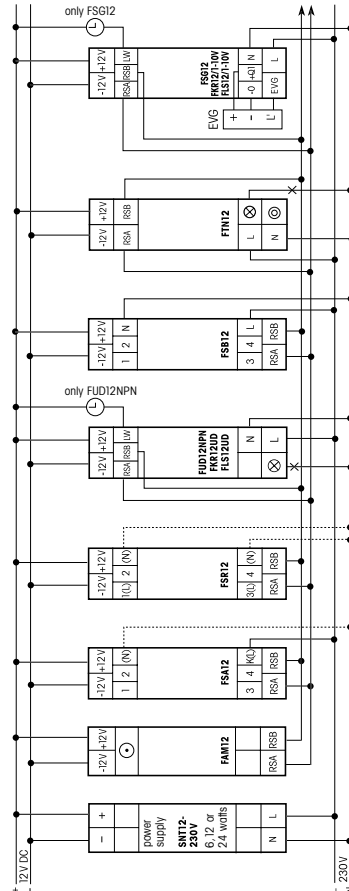 only FSG12
L
-12V +12V
RSA RSB LW
FSG12
FKR12/1-10V
FLS12/1-10V
-0 +Q1 N
EVG L
EVG
+ − L'
-12V +12V
RSA RSB
FTN12
L
N
-12V +12V
1 2 N
FSB12
3 4 L
RSA RSB
only FUD12NPN
L
-12V +12V
RSA RSB LW
FUD12NPN
FKR12UD
FLS12UD
N
L
-12V +12V
1(L) 2 (N)
FSR12
3(L) 4 (N)
RSA RSB
-12V +12V
1 2 (N)
FSA12
3 4 K(L)
RSA RSB
-12V +12V
FAM12
RSA RSB
− +
power
supply
SNT12-
230V
6, 12 or
24 watts
N L
12V DC
230V